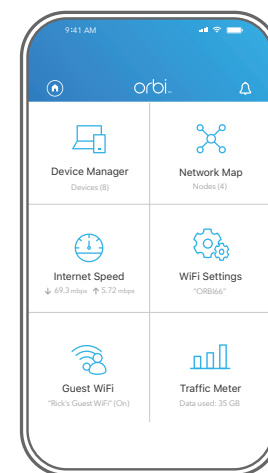 9:41 AM
orbi
Device Manager
Devices (8)
Network Map
Nodes (4)
Internet Speed
↓ 69.3 mbps ↑ 5.72 mbps
WiFi Settings
"ORBI66"
Guest WiFi
"Rick's Guest WiFi" (On)
Traffic Meter
Data used: 35 GB